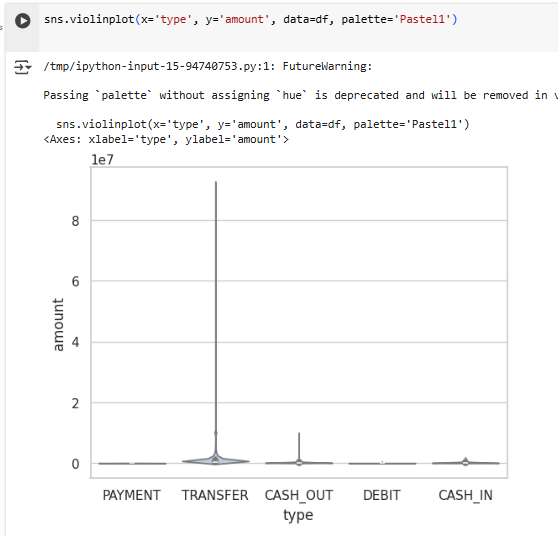 sns.violinplot(x='type', y='amount', data=df, palette='Pastel1')
/tmp/ipython-input-15-94740753.py:1: FutureWarning:
Passing `palette` without assigning `hue` is deprecated and will be removed in
sns.violinplot(x='type', y='amount', data=df, palette='Pastel1')
<Axes: xlabel='type', ylabel='amount'>
1e7
8
6
4
2
0
amount
PAYMENT TRANSFER CASH_OUT DEBIT CASH_IN
type